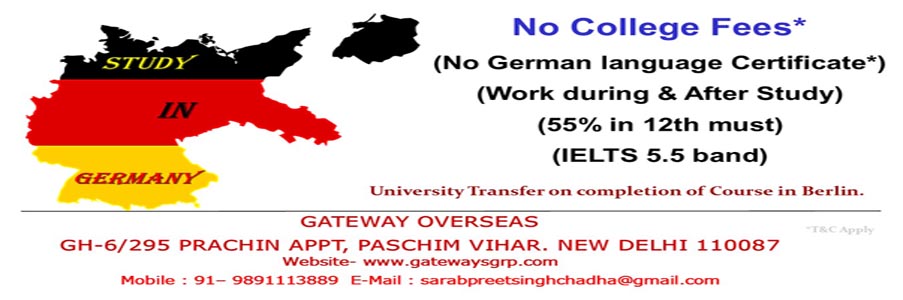 STUDY
IN
GERMANY
No College Fees*
(No German language Certificate*)
(Work during & After Study)
(55% in 12th must)
(IELTS 5.5 band)
University Transfer on completion of Course in Berlin.
*T&C Apply
GATEWAY OVERSEAS
GH-6/295 PRACHIN APPT, PASCHIM VIHAR. NEW DELHI 110087
Website- www.gatewaysgrp.com
Mobile : 91– 9891113889 E-Mail : sarabpreetsinghchadha@gmail.com